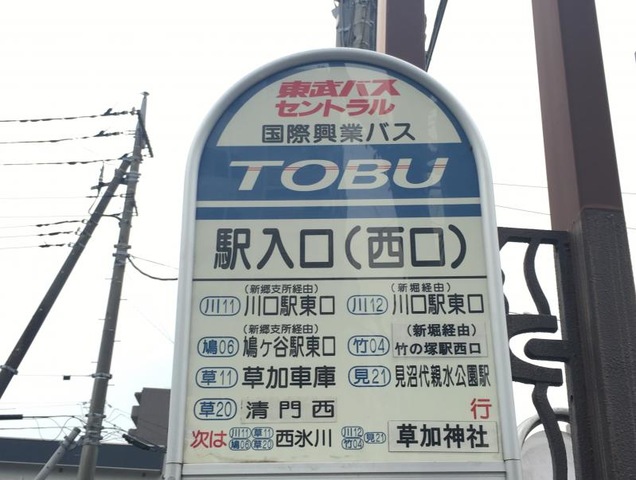 東武バス
セントラル
国際興業バス
TOBU
駅入口(西口)
(新郷支所経由) (新堀経由)
川11 川口駅東口 川12 川口駅東口
(新郷支所経由) (新堀経由)
鳩06 鳩ヶ谷駅東口 竹04 竹の塚駅西口
草11 草加車庫 見21 見沼代親水公園駅
草20 清門西 行
次は 川11 草11 鳩06 草20 西氷川 川12 竹04 見21 草加神社